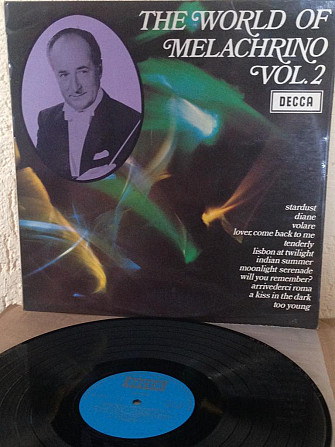 THE WORLD OF
MELACHRINO
VOL. 2
DECCA
stardust
diane
volare
lover, come back to me
tenderly
lisbon at twilight
indian summer
moonlight serenade
will you remember?
arrivederci roma
a kiss in the dark
too young
DECCA